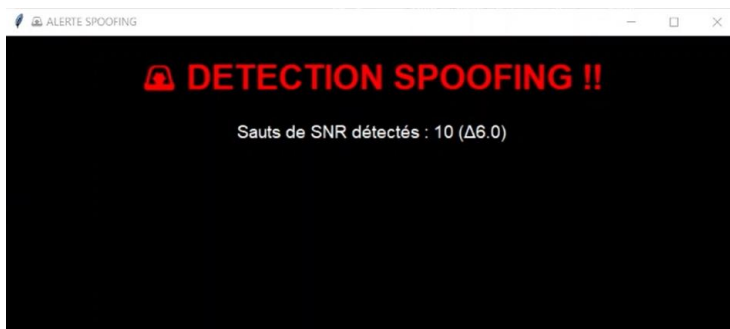 🚨 ALERTE SPOOFING
🚨 DETECTION SPOOFING !!
Sauts de SNR détectés : 10 (Δ6.0)